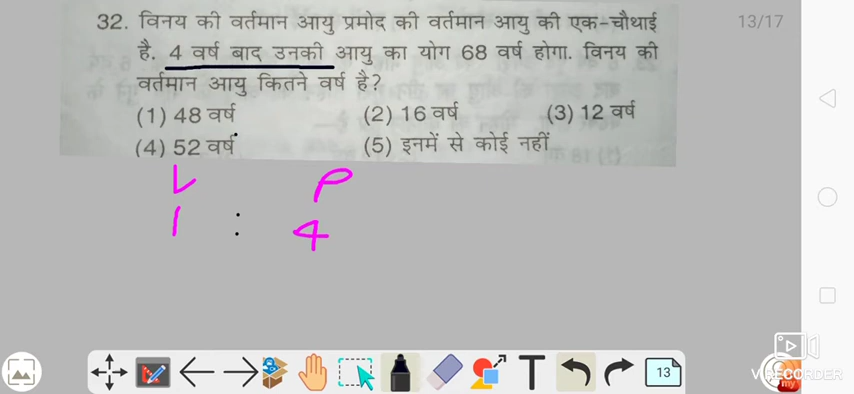 32. विनय की वर्तमान आयु प्रमोद की वर्तमान आयु की एक-चौथाई 13/17
है. 4 वर्ष बाद उनकी आयु का योग 68 वर्ष होगा. विनय की
वर्तमान आयु कितने वर्ष है?
(1) 48 वर्ष (2) 16 वर्ष (3) 12 वर्ष
(4) 52 वर्ष (5) इनमें से कोई नहीं
V P
1 : 4
T 13
my